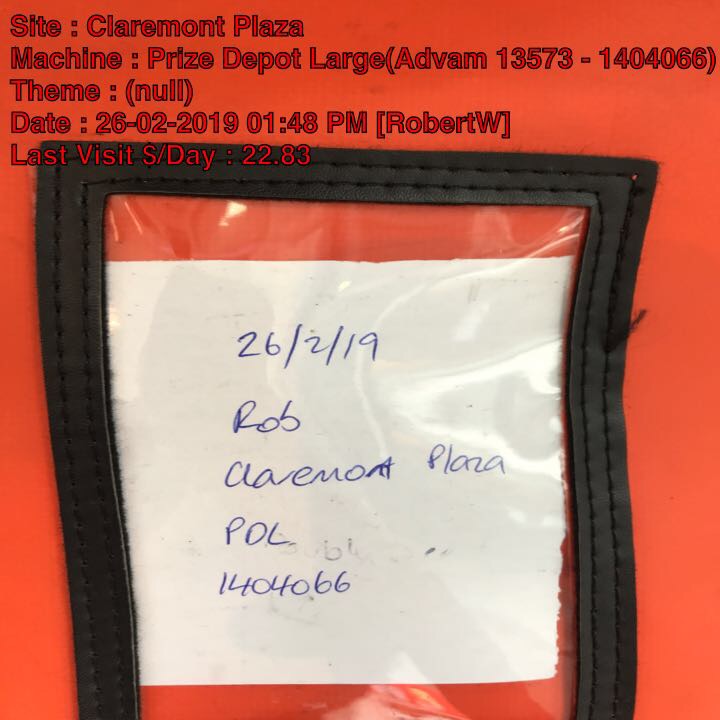 Site : Claremont Plaza
Machine : Prize Depot Large(Advam 13573 - 1404066)
Theme : (null)
Date : 26-02-2019 01:48 PM [RobertW]
Last Visit $/Day : 22.83
26/2/19
Rob
Claremont Plaza
PDL
1404066